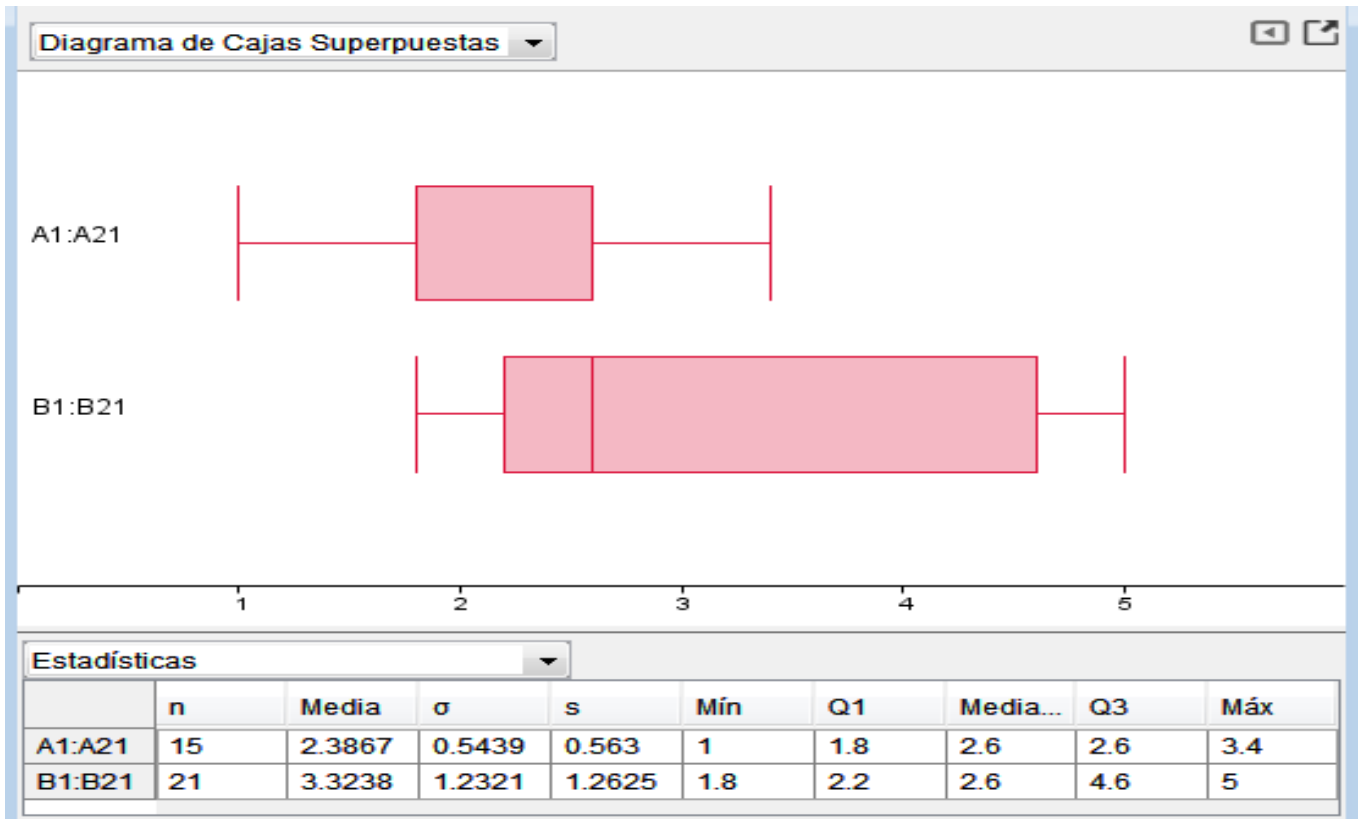 Diagrama de Cajas Superpuestas
A1:A21
B1:B21
1 2 3 4 5
Estadísticas
n Media σ s Mín Q1 Media... Q3 Máx
A1:A21 15 2.3867 0.5439 0.563 1 1.8 2.6 2.6 3.4
B1:B21 21 3.3238 1.2321 1.2625 1.8 2.2 2.6 4.6 5